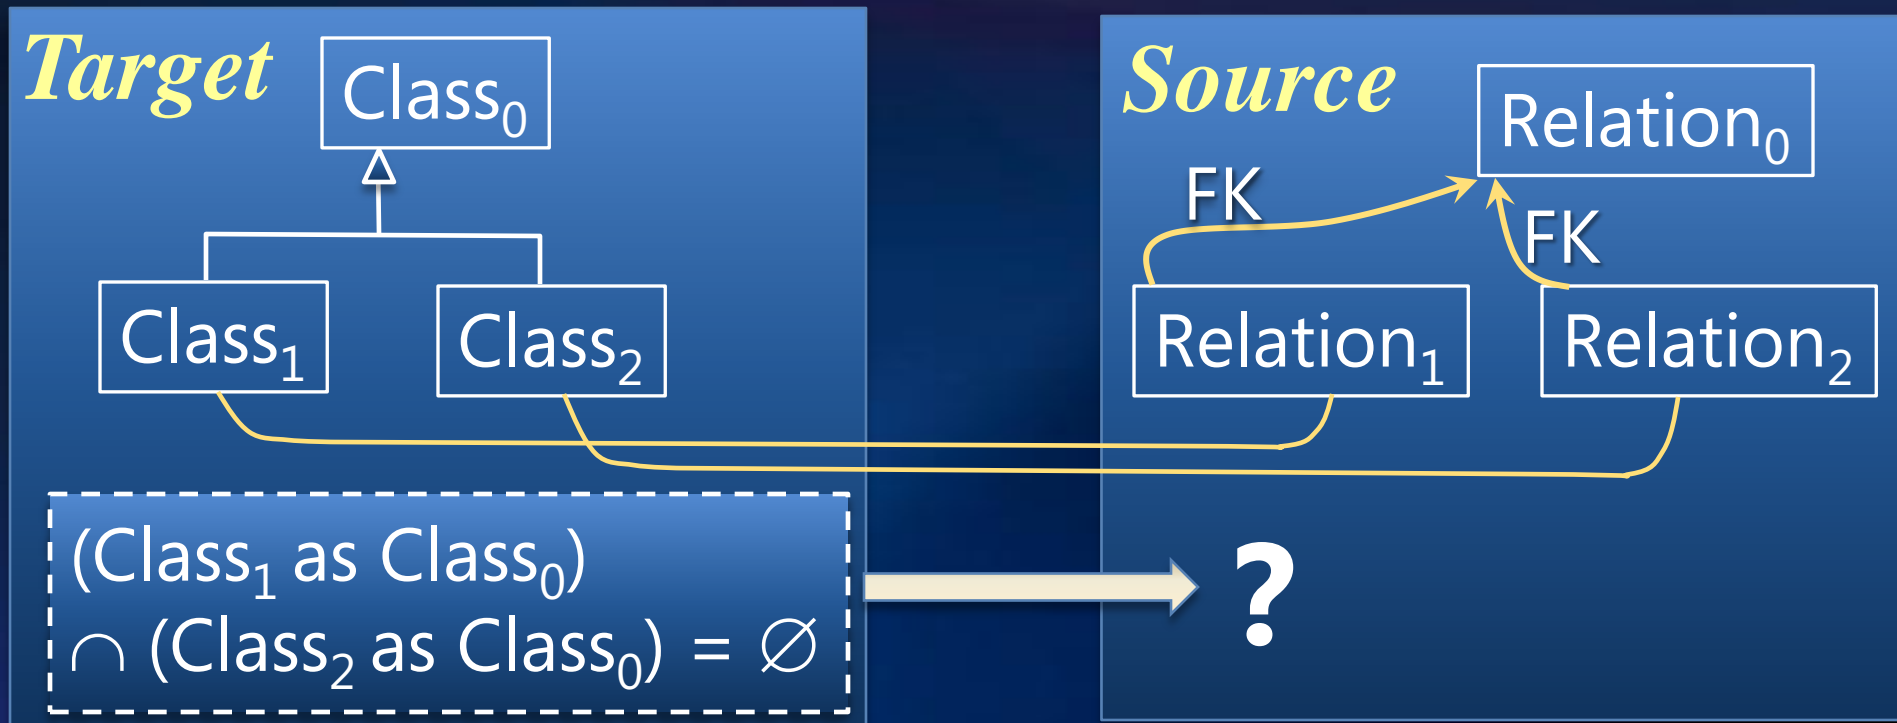 Target
Class₀
Class₁
Class₂
(Class₁ as Class₀)
∩ (Class₂ as Class₀) = ∅
Source
Relation₀
FK
FK
Relation₁
Relation₂
?